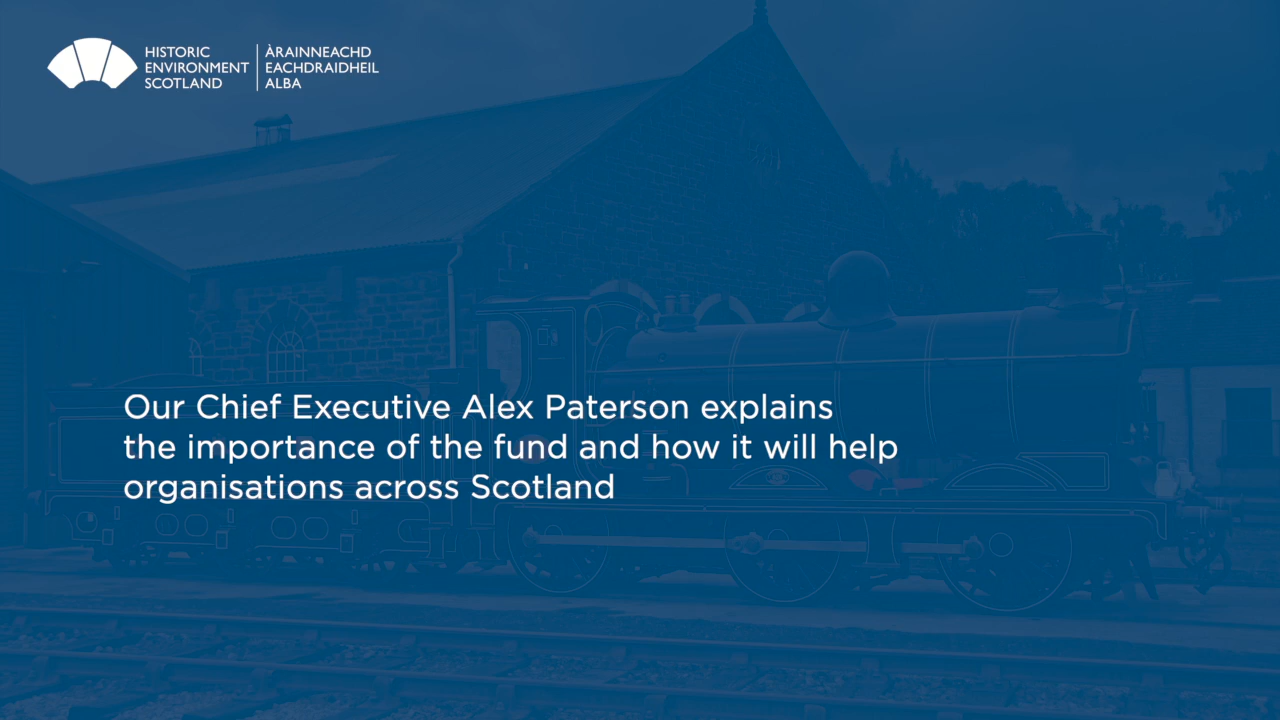 HISTORIC
ENVIRONMENT
SCOTLAND
ÀRAINNEACHD
EACHDRAIDHEIL
ALBA
Our Chief Executive Alex Paterson explains
the importance of the fund and how it will help
organisations across Scotland